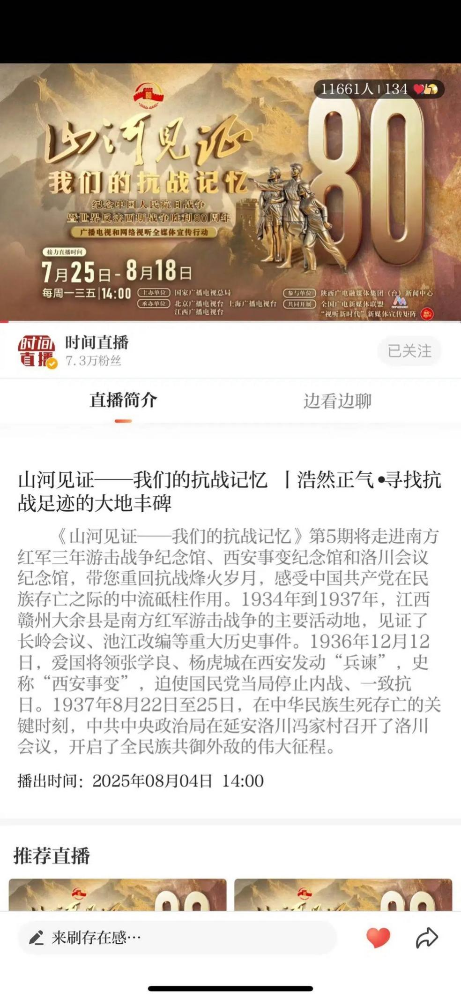 11661人 | 134
80
山河见证
我们的抗战记忆
纪念中国人民抗日战争
暨世界反法西斯战争胜利80周年
广播电视和网络视听全媒体宣传行动
80
接力直播时间
7月25日-8月18日
每周一三五|14:00
主办单位 国家广播电视总局
承办单位 北京广播电视台 上海广播电视台
江西广播电视台
参与单位 陕西广电融媒体集团（台）新闻中心
共同开展 全国广电新媒体联盟
“视听新时代”新媒体宣传矩阵
时间直播
时间直播
7.3万粉丝
已关注
直播简介
边看边聊
山河见证——我们的抗战记忆 丨浩然正气•寻找抗
战足迹的大地丰碑
《山河见证——我们的抗战记忆》第5期将走进南方
红军三年游击战争纪念馆、西安事变纪念馆和洛川会议
纪念馆，带您重回抗战烽火岁月，感受中国共产党在民
族存亡之际的中流砥柱作用。1934年到1937年，江西
赣州大余县是南方红军游击战争的主要活动地，见证了
长岭会议、池江改编等重大历史事件。1936年12月12
日，爱国将领张学良、杨虎城在西安发动“兵谏”，史
称“西安事变”，迫使国民党当局停止内战、一致抗
日。1937年8月22日至25日，在中华民族生死存亡的关
键时刻，中共中央政治局在延安洛川冯家村召开了洛川
会议，开启了全民族共御外敌的伟大征程。
播出时间：2025年08月04日 14:00
推荐直播
来刷存在感…